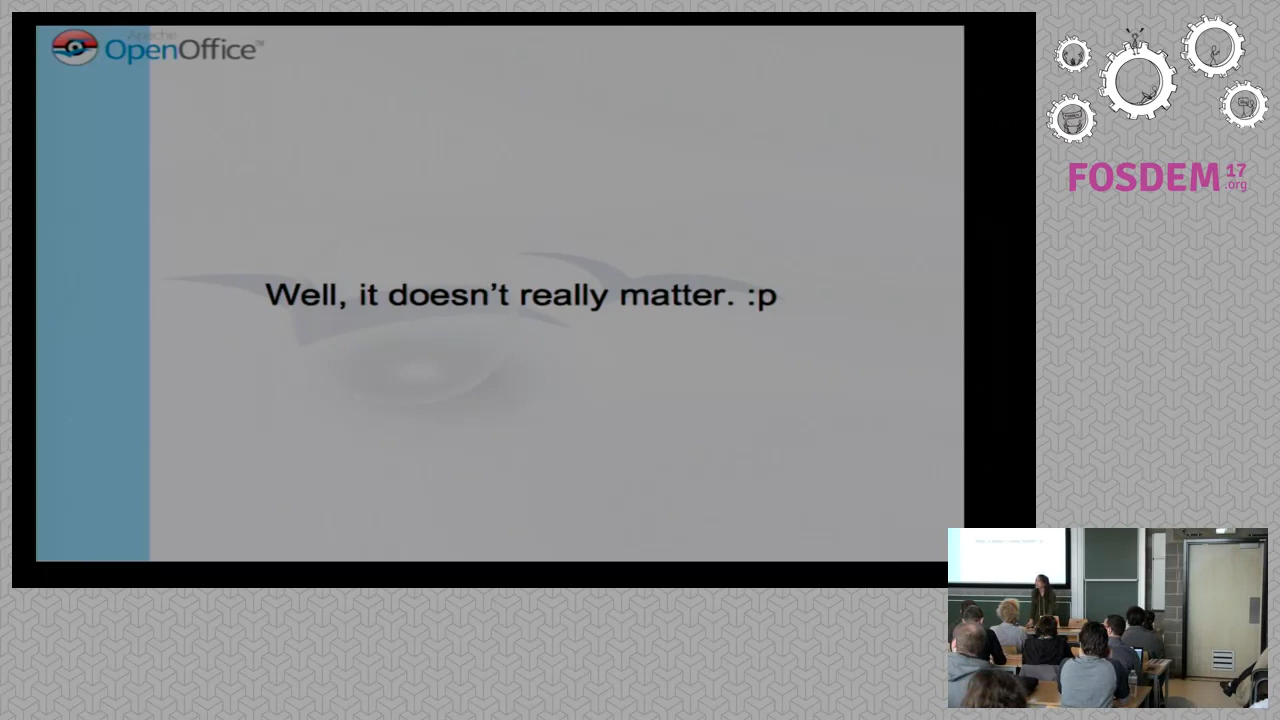 Apache
OpenOffice™
Well, it doesn't really matter. :p
FOSDEM 17
.org